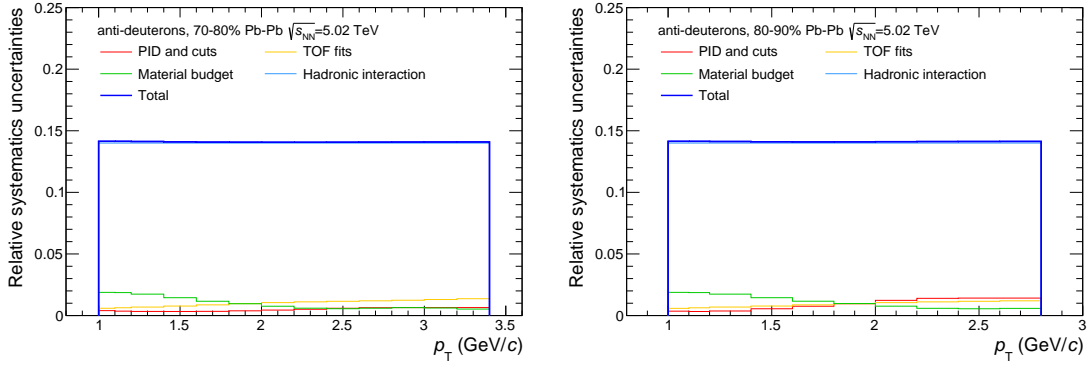 Relative systematics uncertainties
0.25
0.2
0.15
0.1
0.05
0
anti-deuterons, 70-80% Pb-Pb √s_NN=5.02 TeV
PID and cuts
TOF fits
Material budget
Hadronic interaction
Total
1 1.5 2 2.5 3 3.5
p_T (GeV/c)
Relative systematics uncertainties
0.25
0.2
0.15
0.1
0.05
0
anti-deuterons, 80-90% Pb-Pb √s_NN=5.02 TeV
PID and cuts
TOF fits
Material budget
Hadronic interaction
Total
1 1.5 2 2.5 3
p_T (GeV/c)